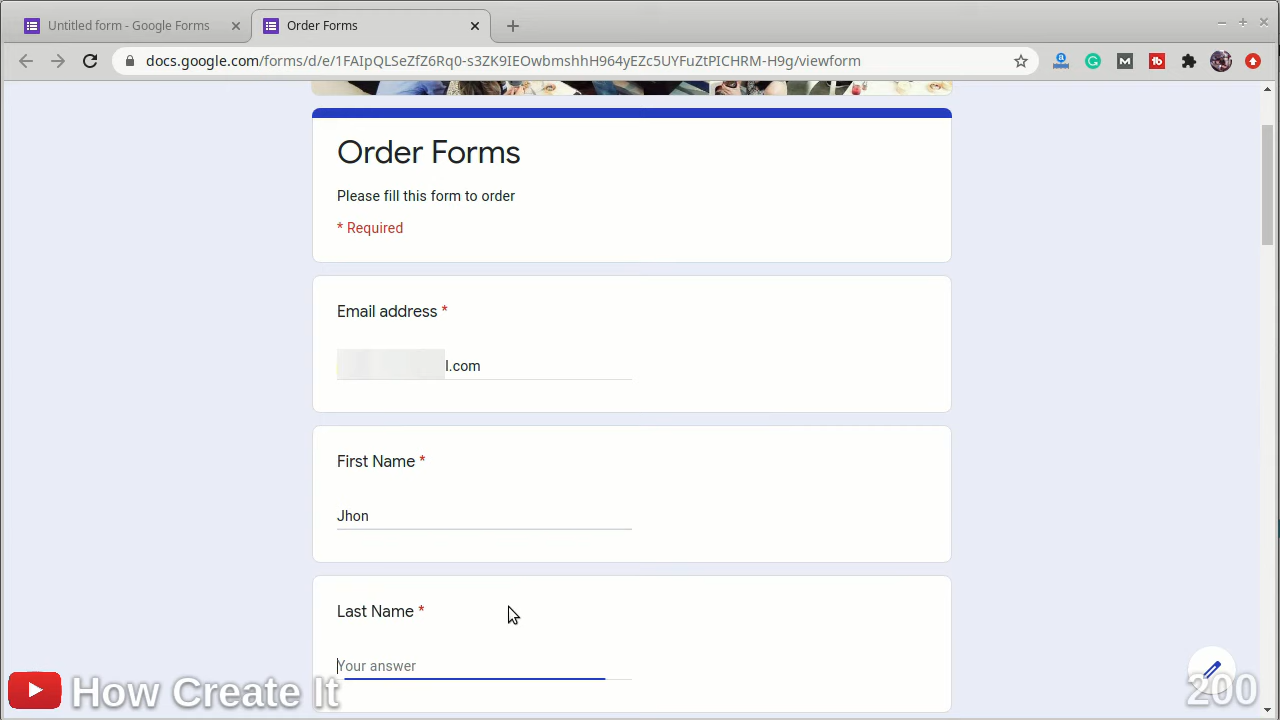 Untitled form - Google Forms
Order Forms
docs.google.com/forms/d/e/1FAIpQLSeZfZ6Rq0-s3ZK9IEOwbmshhH964yEZc5UYFuZtPICHRM-H9g/viewform
Order Forms
Please fill this form to order
* Required
Email address *
l.com
First Name *
Jhon
Last Name *
Your answer
How Create It
200